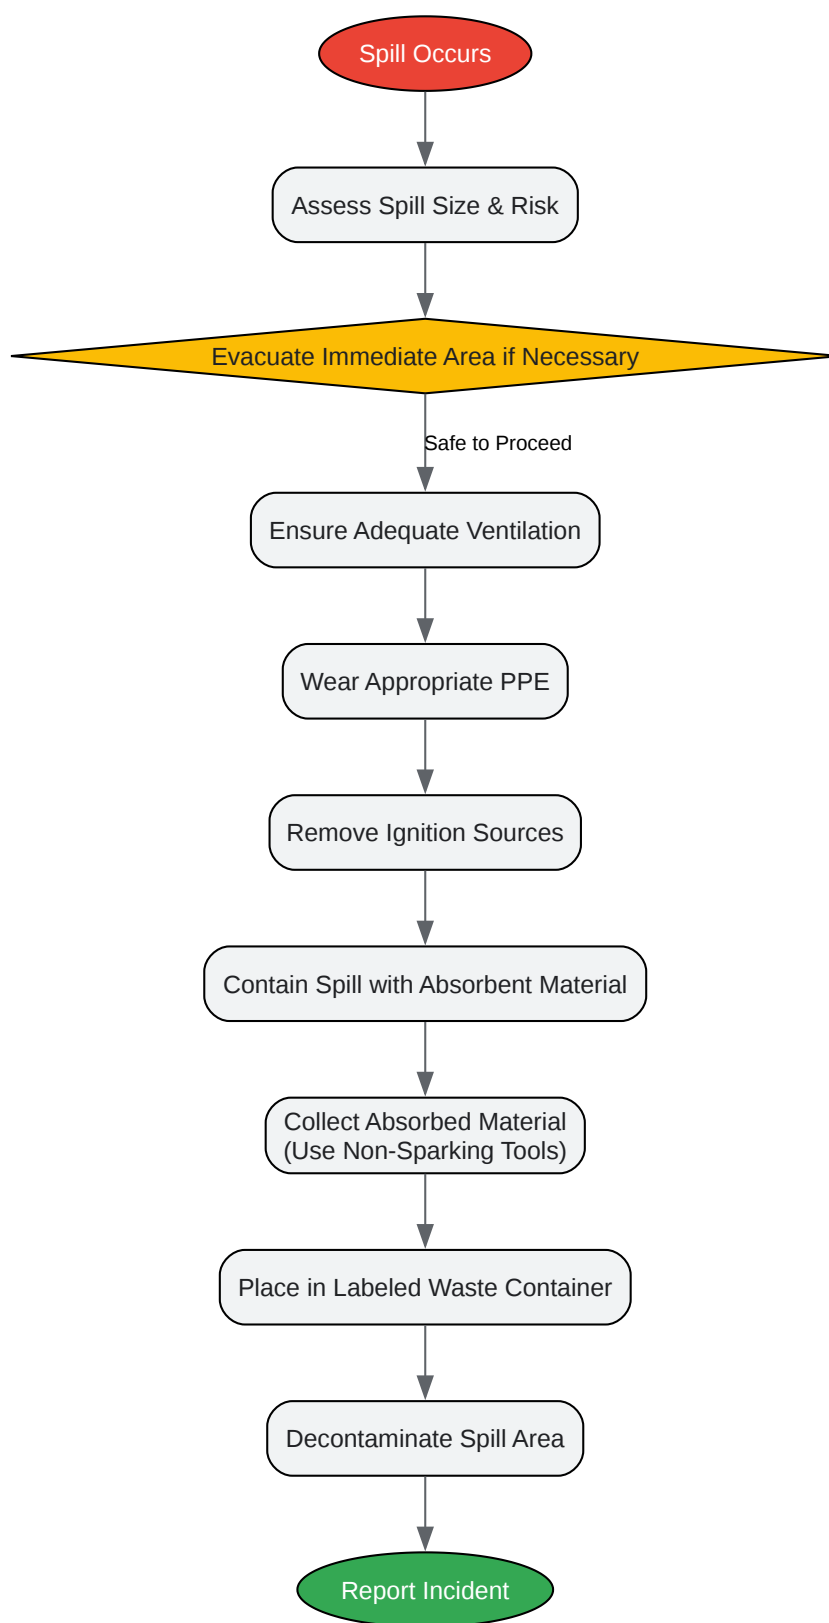 Spill Occurs
Assess Spill Size & Risk
Evacuate Immediate Area if Necessary
Safe to Proceed
Ensure Adequate Ventilation
Wear Appropriate PPE
Remove Ignition Sources
Contain Spill with Absorbent Material
Collect Absorbed Material
(Use Non-Sparking Tools)
Place in Labeled Waste Container
Decontaminate Spill Area
Report Incident